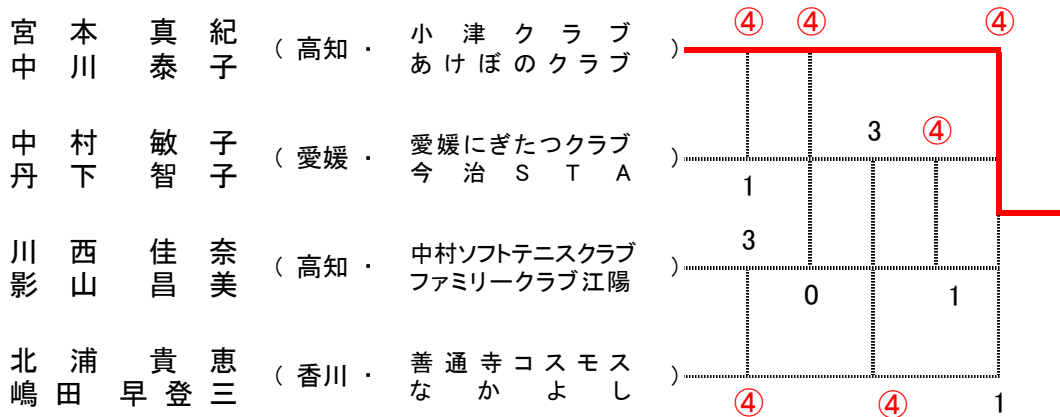 ④ ④ ④
宮本 真紀 ( 高知 ・ 小津クラブ )
中川 泰子 あけぼのクラブ
3 ④
中村 敏子 ( 愛媛 ・ 愛媛にぎたつクラブ )
丹下 智子 今治STA
1
3
川西 佳奈 ( 高知 ・ 中村ソフトテニスクラブ )
影山 昌美 ファミリークラブ江陽
0 1
北浦 貴恵 ( 香川 ・ 善通寺コスモス )
嶋田 早登三 なかよし
④ ④ 1